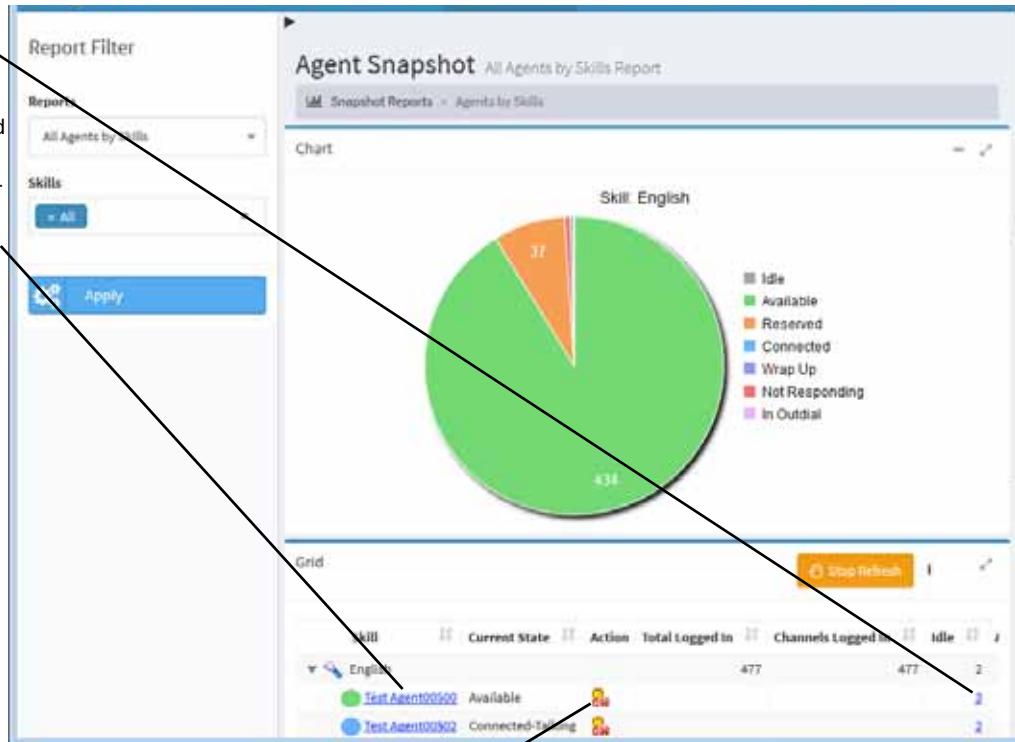 Report Filter
Reports
All Agents by Skills
Skills
× All
Apply
d
Agent Snapshot All Agents by Skills Report
Snapshot Reports Agents by Skills
Chart
Skill: English
37
434
Idle
Available
Reserved
Connected
Wrap Up
Not Responding
In Outdial
Grid
Stop Refresh
Skill Current State Action Total Logged In Channels Logged In Idle
English 477 477 2
Test Agent00500 Available 2
Test Agent00502 Connected-Talking 2